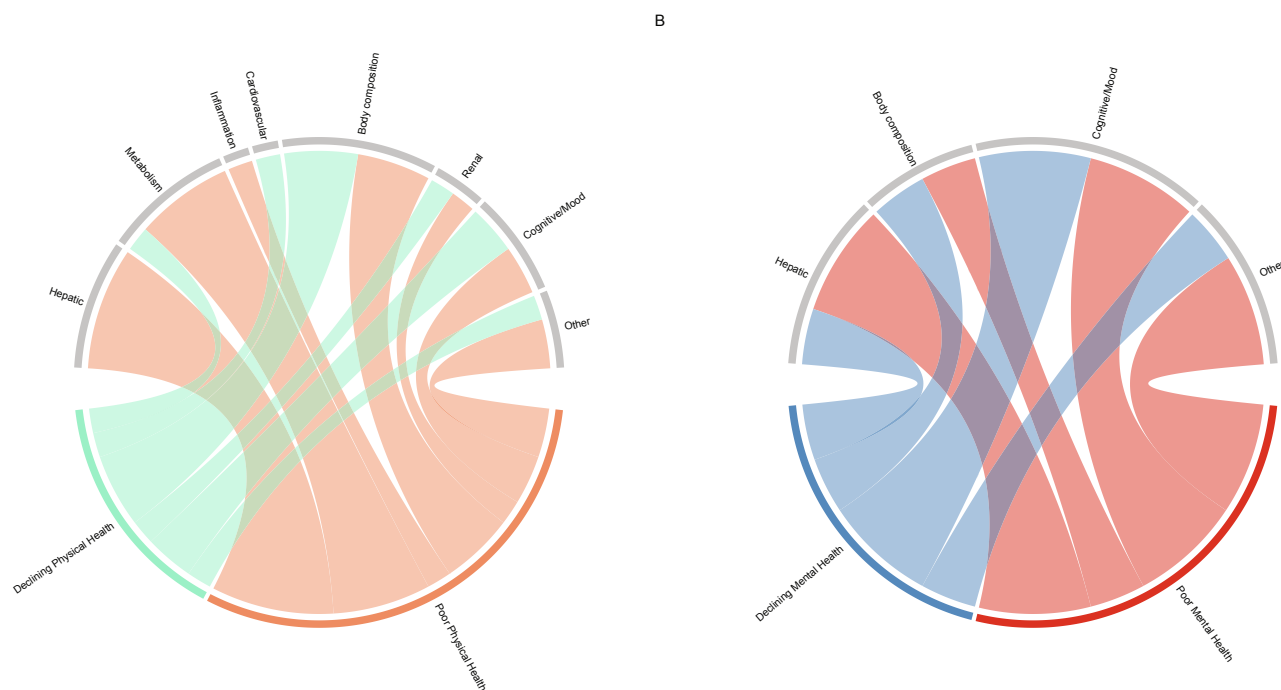 B
Hepatic
Metabolism
Inflammation
Cardiovascular
Body composition
Renal
Cognitive/Mood
Other
Declining Physical Health
Poor Physical Health
Hepatic
Body composition
Cognitive/Mood
Other
Declining Mental Health
Poor Mental Health